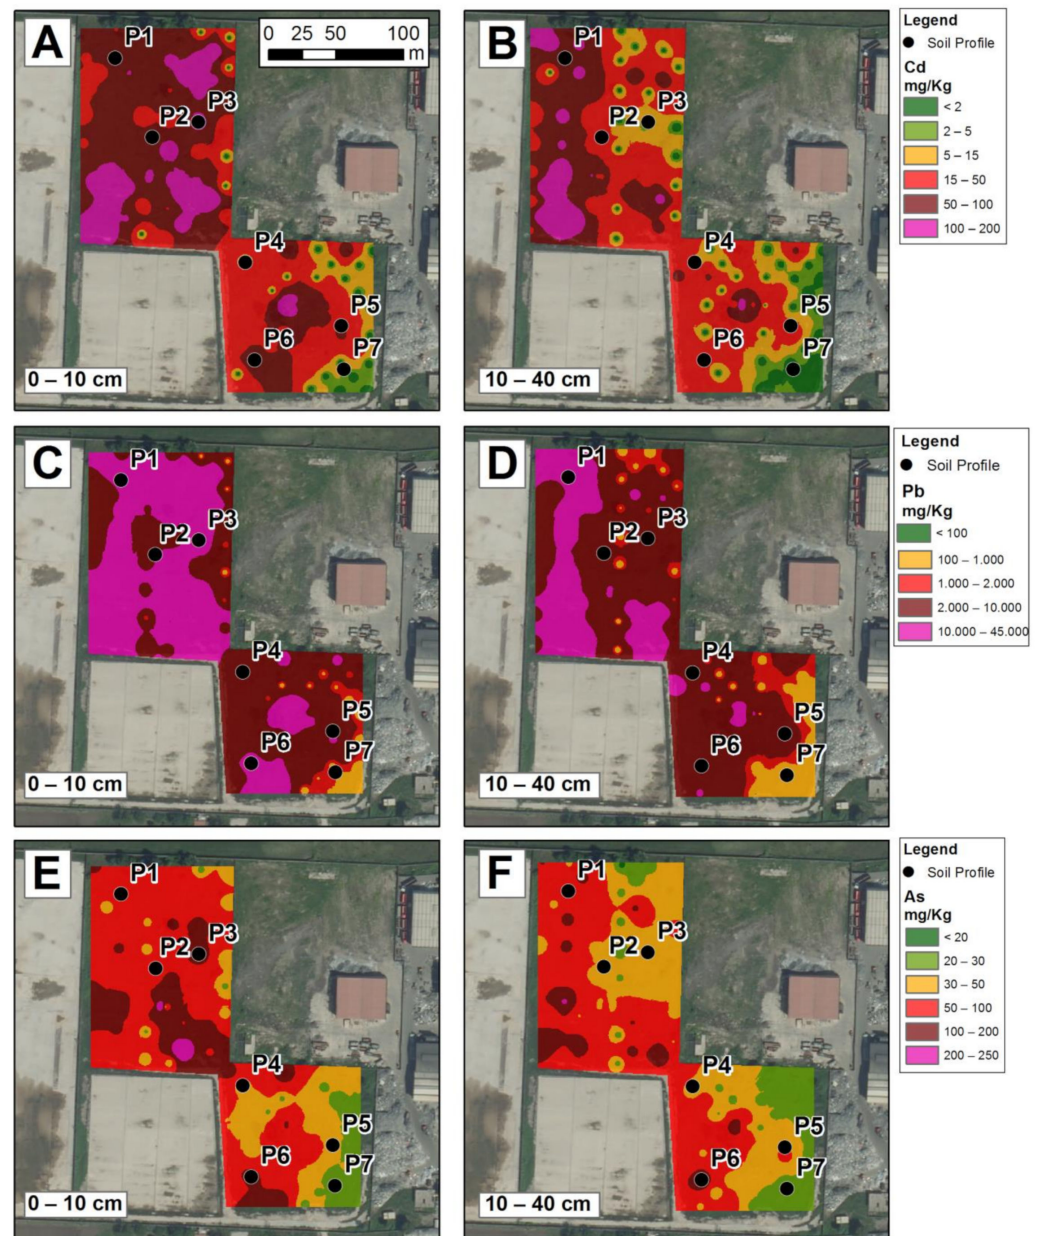 A
P1
0 25 50 100
m
P2
P3
P4
P5
P6
P7
0 – 10 cm
B
P1
P2
P3
P4
P5
P6
P7
10 – 40 cm
Legend
Soil Profile
Cd
mg/Kg
< 2
2 – 5
5 – 15
15 – 50
50 – 100
100 – 200
C
P1
P2
P3
P4
P5
P6
P7
0 – 10 cm
D
P1
P2
P3
P4
P5
P6
P7
10 – 40 cm
Legend
Soil Profile
Pb
mg/Kg
< 100
100 – 1.000
1.000 – 2.000
2.000 – 10.000
10.000 – 45.000
E
P1
P2
P3
P4
P5
P6
P7
0 – 10 cm
F
P1
P2
P3
P4
P5
P6
P7
10 – 40 cm
Legend
Soil Profile
As
mg/Kg
< 20
20 – 30
30 – 50
50 – 100
100 – 200
200 – 250